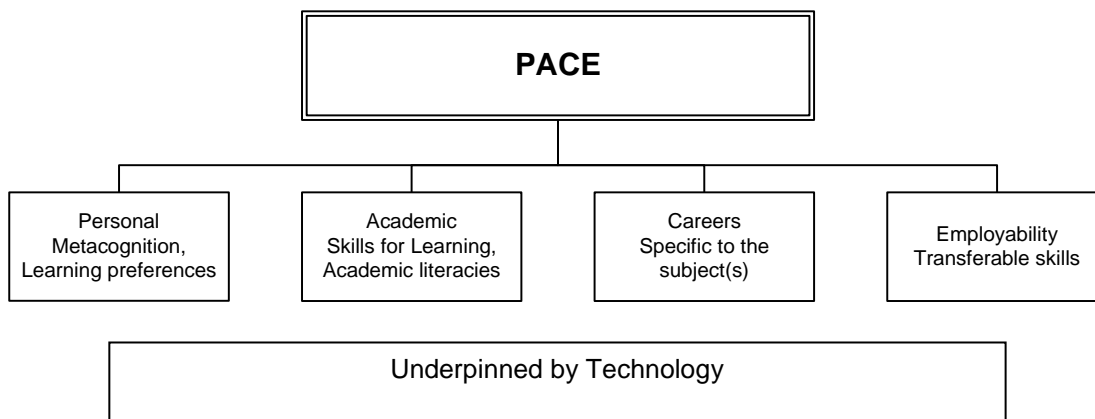 PACE
Personal
Metacognition,
Learning preferences
Academic
Skills for Learning,
Academic literacies
Careers
Specific to the
subject(s)
Employability
Transferable skills
Underpinned by Technology